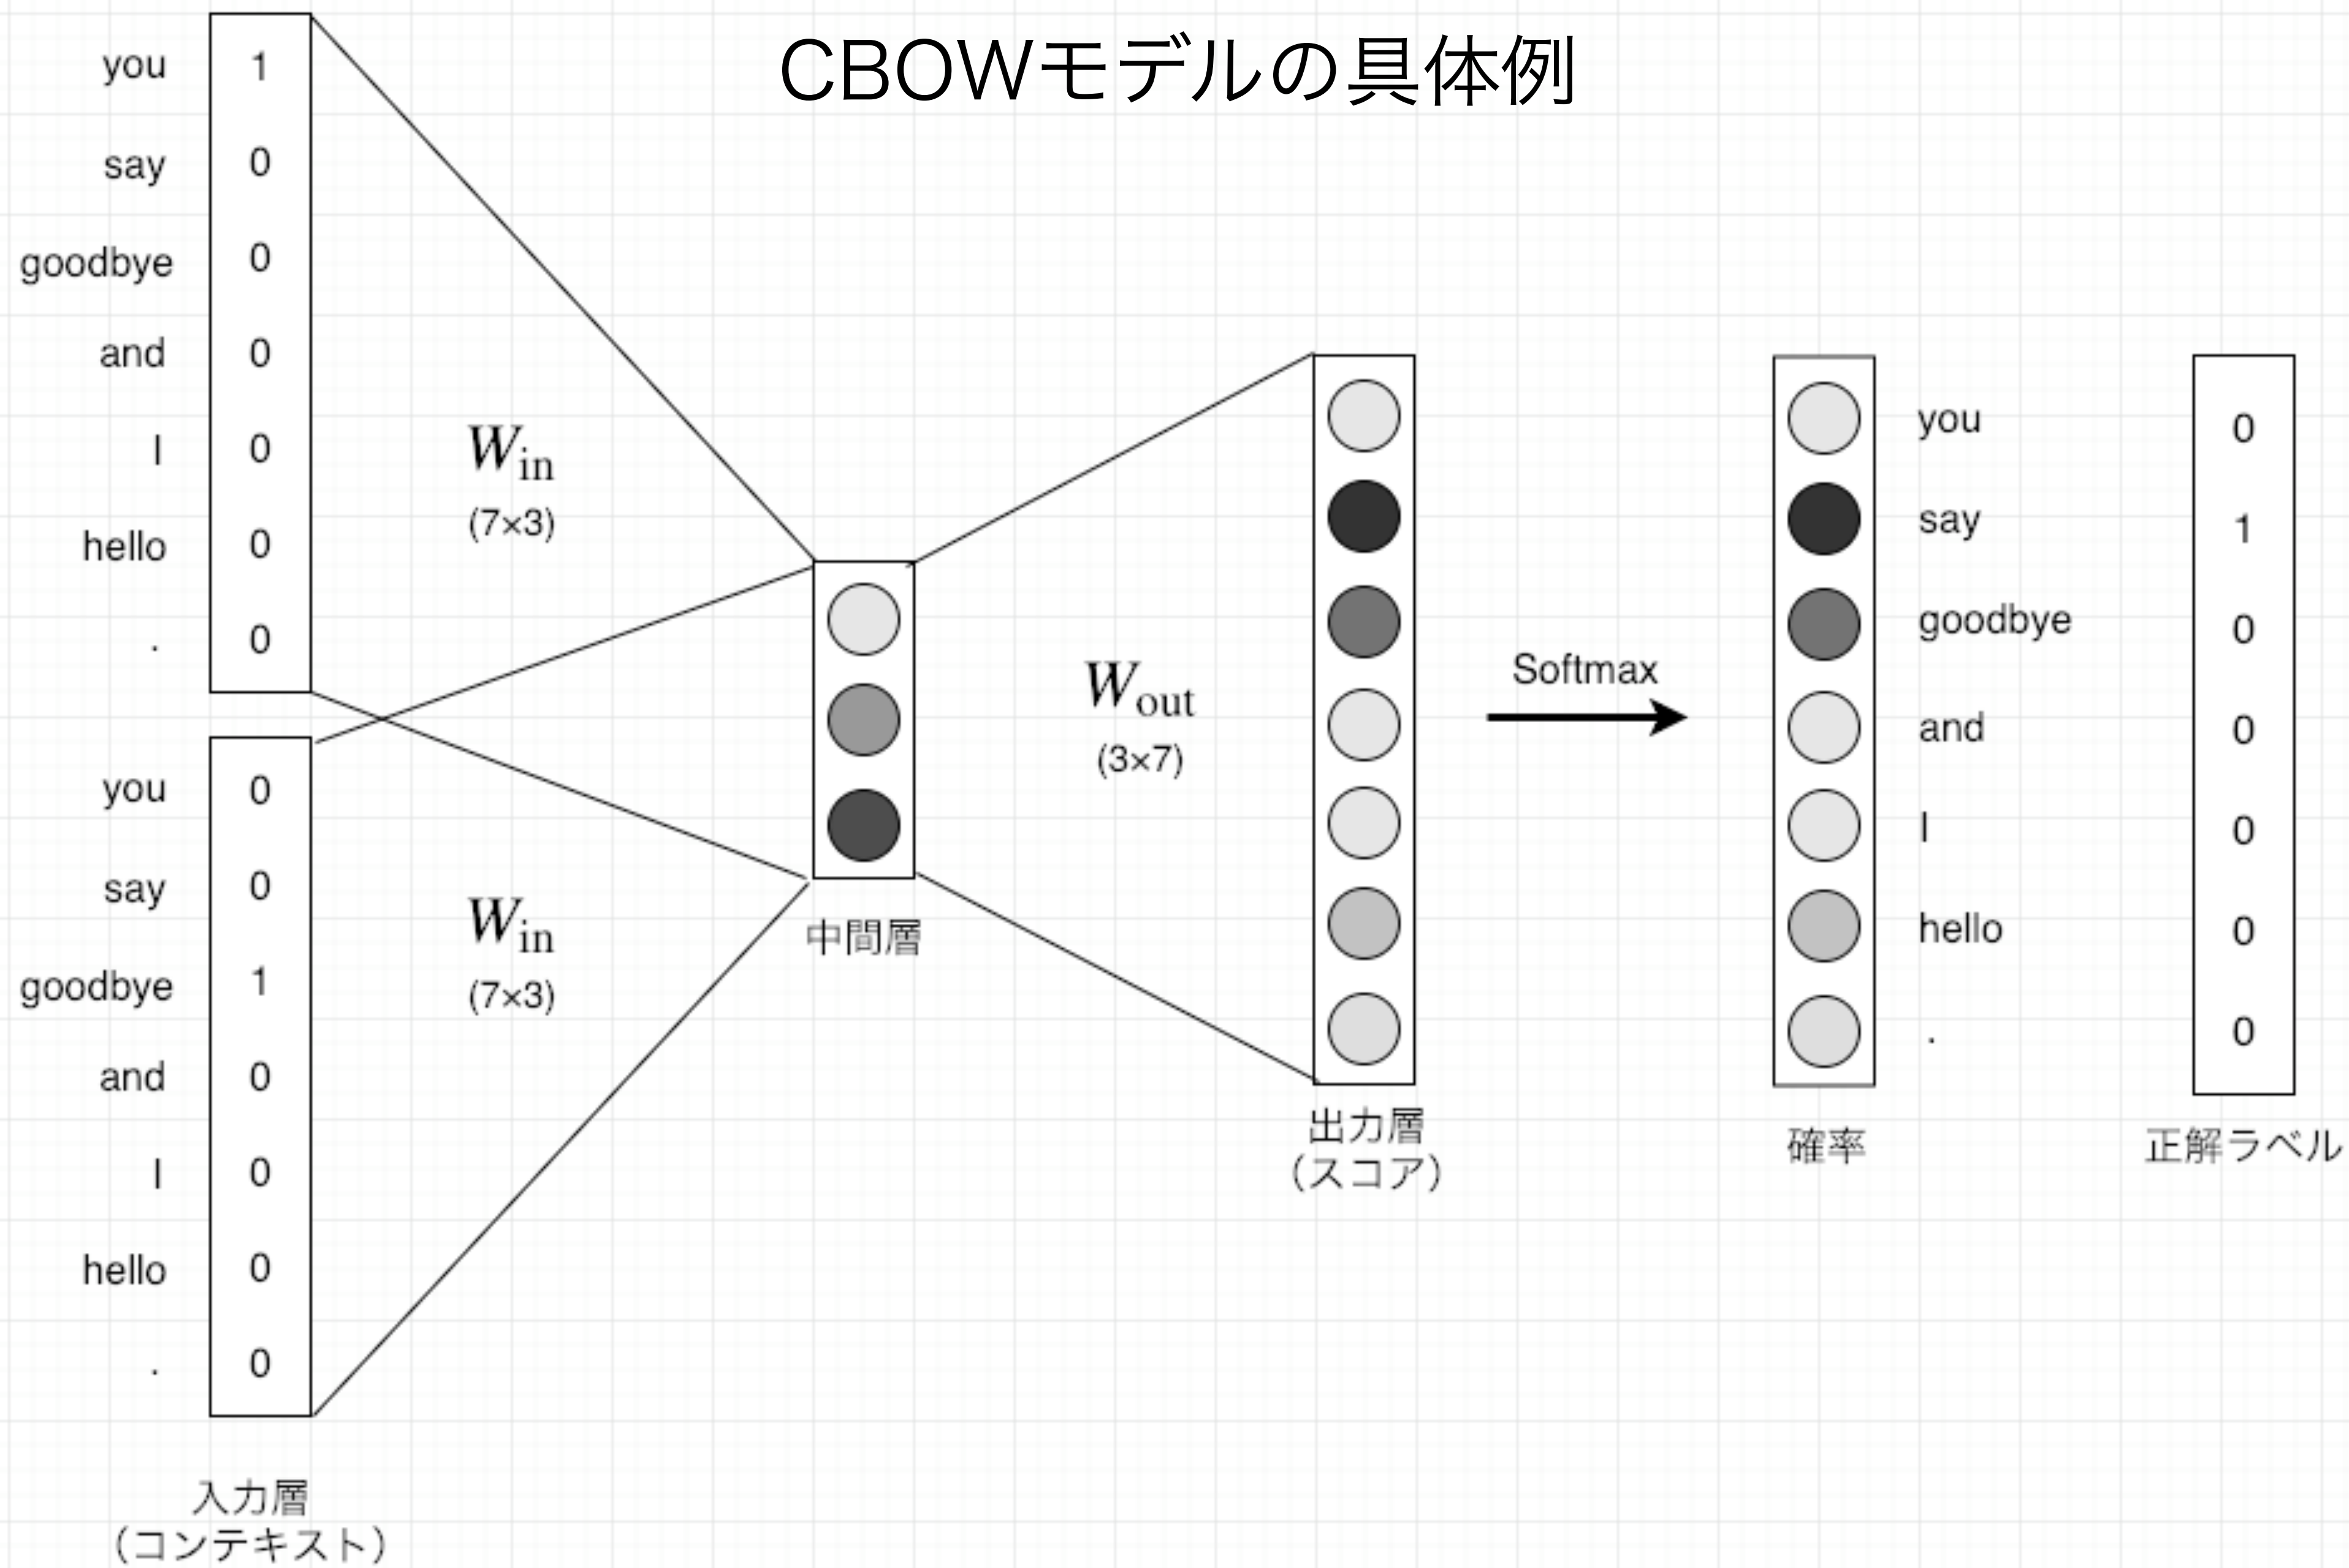 CBOWモデルの具体例
you 1
say 0
goodbye 0
and 0
I 0
hello 0
. 0
you 0
say 0
goodbye 1
and 0
I 0
hello 0
. 0
入力層
（コンテキスト）
Win
(7×3)
Win
(7×3)
中間層
Wout
(3×7)
出力層
（スコア）
Softmax
you
say
goodbye
and
I
hello
.
確率
0
1
0
0
0
0
0
正解ラベル